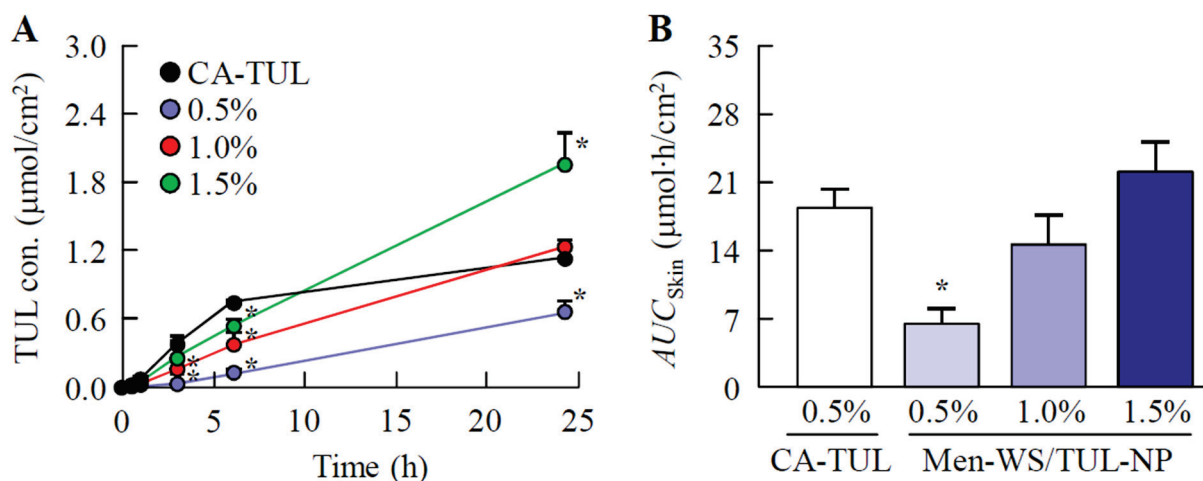 A
TUL con. (µmol/cm²)
3.0
2.4
1.8
1.2
0.6
0.0
CA-TUL
0.5%
1.0%
1.5%
*
*
*
*
*
*
*
0 5 10 15 20 25
Time (h)
B
AUCSkin (µmol·h/cm²)
35
28
21
14
7
0
*
0.5% 0.5% 1.0% 1.5%
CA-TUL Men-WS/TUL-NP